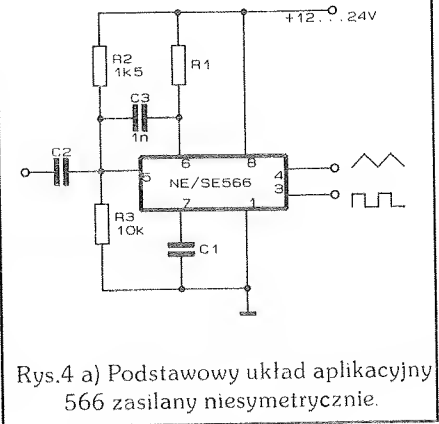 +12...24V
R2
1k5
R1
C3
1n
C2
6
8
5
NE/SE566
4
3
7
1
R3
10k
C1
Rys.4 a) Podstawowy układ aplikacyjny
566 zasilany niesymetrycznie.